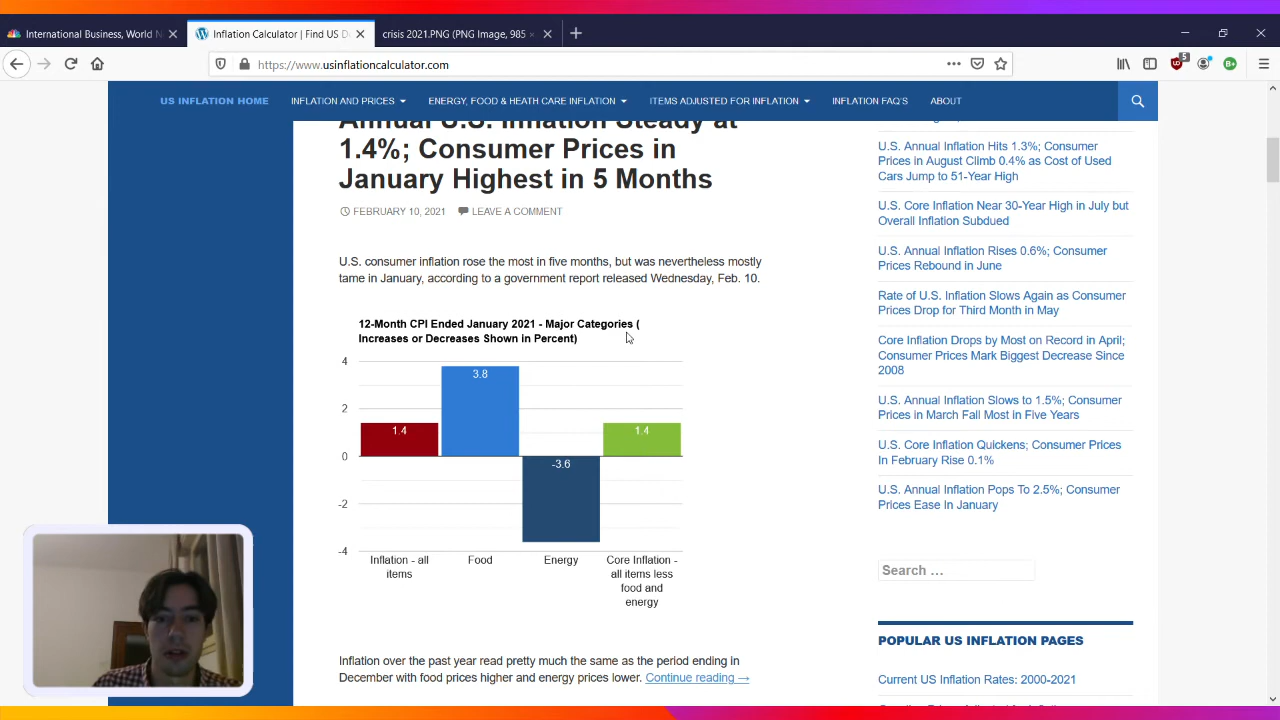 International Business, World N
Inflation Calculator | Find US D
crisis 2021.PNG (PNG Image, 985
https://www.usinflationcalculator.com
5
B+
US INFLATION HOME
INFLATION AND PRICES
ENERGY, FOOD & HEATH CARE INFLATION
ITEMS ADJUSTED FOR INFLATION
INFLATION FAQ'S
ABOUT
Annual U.S. Inflation Steady at
1.4%; Consumer Prices in
January Highest in 5 Months
FEBRUARY 10, 2021
LEAVE A COMMENT
U.S. consumer inflation rose the most in five months, but was nevertheless mostly
tame in January, according to a government report released Wednesday, Feb. 10.
12-Month CPI Ended January 2021 - Major Categories (
Increases or Decreases Shown in Percent)
4
2
0
-2
-4
1.4
3.8
-3.6
1.4
Inflation - all
items
Food
Energy
Core Inflation -
all items less
food and
energy
Inflation over the past year read pretty much the same as the period ending in
December with food prices higher and energy prices lower. Continue reading →
U.S. Annual Inflation Hits 1.3%; Consumer
Prices in August Climb 0.4% as Cost of Used
Cars Jump to 51-Year High
U.S. Core Inflation Near 30-Year High in July but
Overall Inflation Subdued
U.S. Annual Inflation Rises 0.6%; Consumer
Prices Rebound in June
Rate of U.S. Inflation Slows Again as Consumer
Prices Drop for Third Month in May
Core Inflation Drops by Most on Record in April;
Consumer Prices Mark Biggest Decrease Since
2008
U.S. Annual Inflation Slows to 1.5%; Consumer
Prices in March Fall Most in Five Years
U.S. Core Inflation Quickens; Consumer Prices
In February Rise 0.1%
U.S. Annual Inflation Pops To 2.5%; Consumer
Prices Ease In January
Search …
POPULAR US INFLATION PAGES
Current US Inflation Rates: 2000-2021